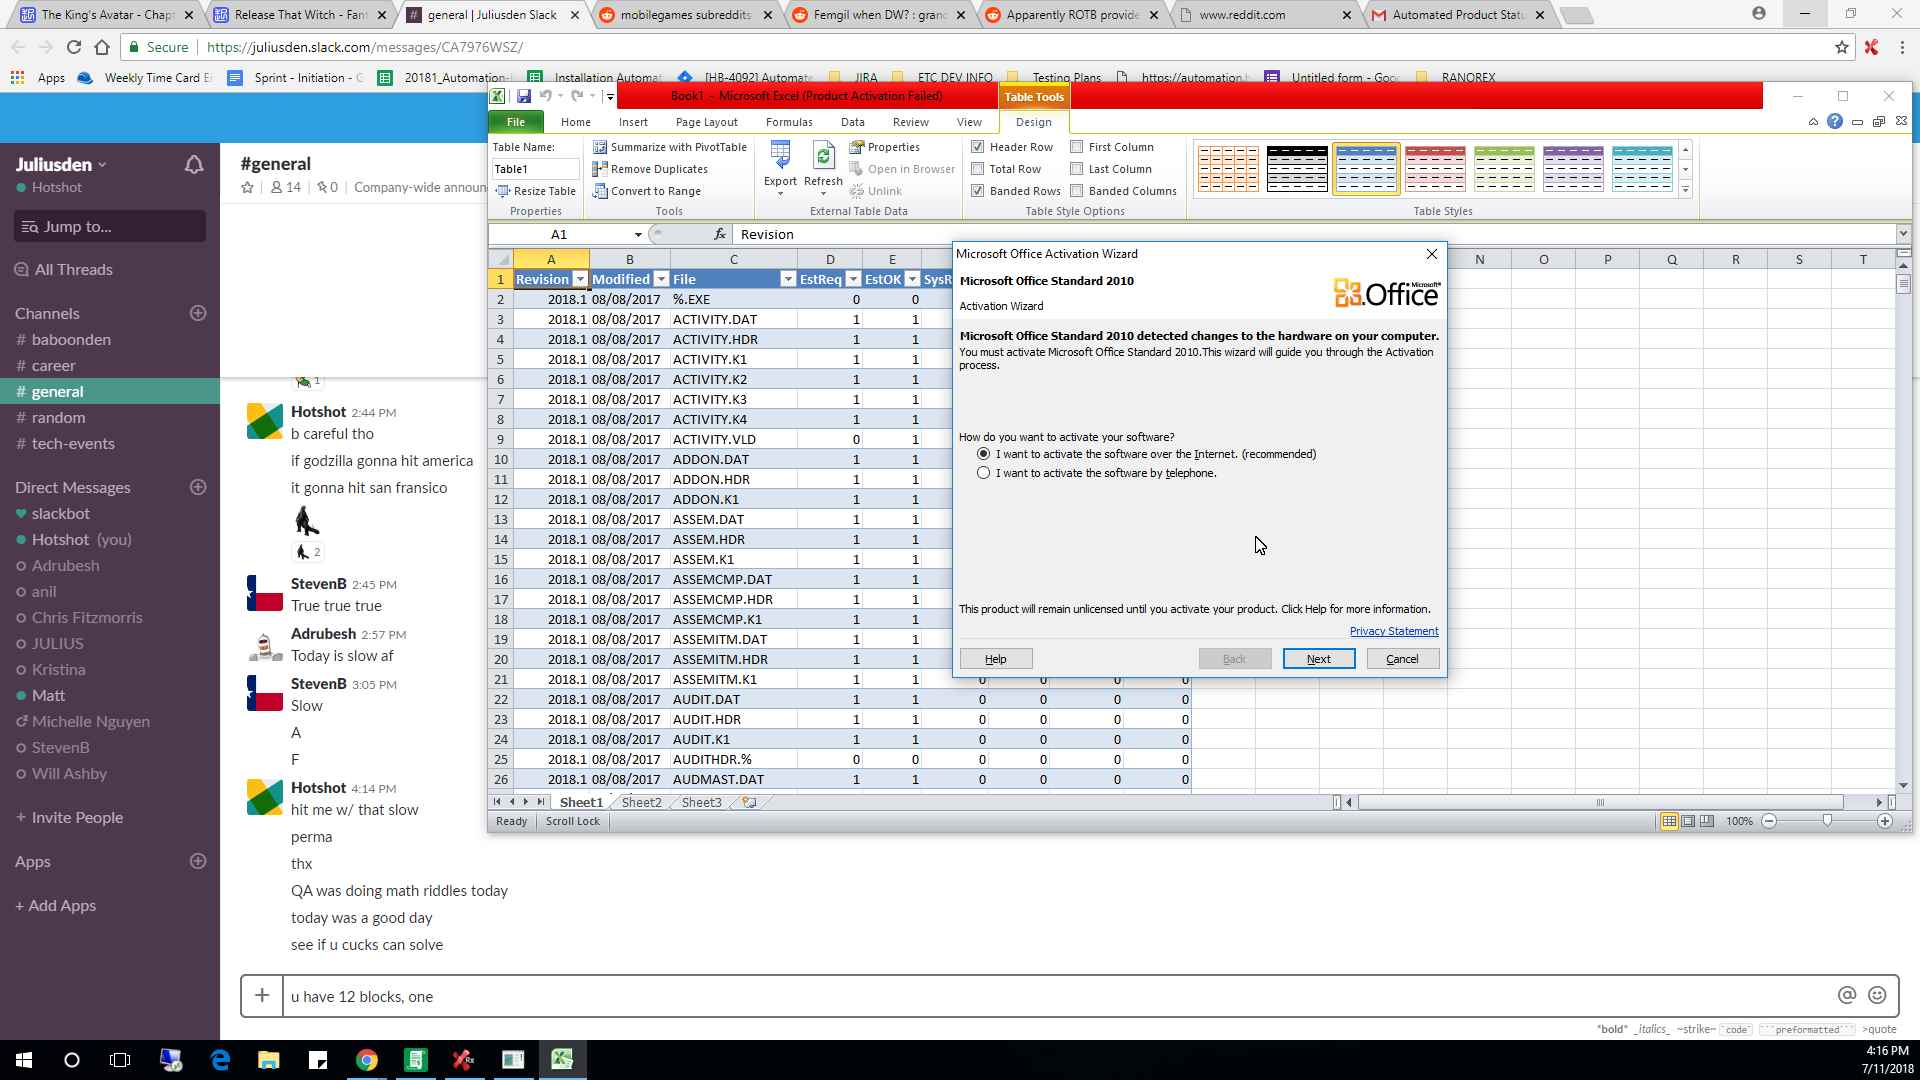 The King's Avatar - Chapt
Release That Witch - Fant
general | Juliusden Slack
mobilegames subreddits
Femgil when DW? : granc
Apparently ROTB provide
www.reddit.com
Automated Product Statu
Secure
https://juliusden.slack.com/messages/CA7976WSZ/
Apps
Weekly Time Card E
Sprint - Initiation - G
20181_Automation-
Installation Automat
[HB-4092] Automate
JIRA
ETC DEV INFO
Testing Plans
https://automation.h
Untitled form - Goo
RANOREX
Juliusden
Hotshot
Jump to...
All Threads
Channels
# baboonden
# career
# general
# random
# tech-events
Direct Messages
slackbot
Hotshot (you)
Adrubesh
anil
Chris Fitzmorris
JULIUS
Kristina
Matt
Michelle Nguyen
StevenB
Will Ashby
+ Invite People
Apps
+ Add Apps
#general
14
0
Company-wide announ
1
Hotshot 2:44 PM
b careful tho
if godzilla gonna hit america
it gonna hit san fransico
2
StevenB 2:45 PM
True true true
Adrubesh 2:57 PM
Today is slow af
StevenB 3:05 PM
Slow
A
F
Hotshot 4:14 PM
hit me w/ that slow
perma
thx
QA was doing math riddles today
today was a good day
see if u cucks can solve
u have 12 blocks, one
*bold* _italics_ ~strike~ `code` ```preformatted``` >quote
Book1 - Microsoft Excel (Product Activation Failed)
Table Tools
File Home Insert Page Layout Formulas Data Review View Design
Table Name:
Table1
Resize Table
Properties
Summarize with PivotTable
Remove Duplicates
Convert to Range
Tools
Export
Refresh
Properties
Open in Browser
Unlink
External Table Data
Header Row
Total Row
Banded Rows
First Column
Last Column
Banded Columns
Table Style Options
Table Styles
A1
fx
Revision
A B C D E N O P Q R S T
1 Revision Modified File EstReq EstOK SysR
2 2018.1 08/08/2017 %.EXE 0 0
3 2018.1 08/08/2017 ACTIVITY.DAT 1 1
4 2018.1 08/08/2017 ACTIVITY.HDR 1 1
5 2018.1 08/08/2017 ACTIVITY.K1 1 1
6 2018.1 08/08/2017 ACTIVITY.K2 1 1
7 2018.1 08/08/2017 ACTIVITY.K3 1 1
8 2018.1 08/08/2017 ACTIVITY.K4 1 1
9 2018.1 08/08/2017 ACTIVITY.VLD 0 1
10 2018.1 08/08/2017 ADDON.DAT 1 1
11 2018.1 08/08/2017 ADDON.HDR 1 1
12 2018.1 08/08/2017 ADDON.K1 1 1
13 2018.1 08/08/2017 ASSEM.DAT 1 1
14 2018.1 08/08/2017 ASSEM.HDR 1 1
15 2018.1 08/08/2017 ASSEM.K1 1 1
16 2018.1 08/08/2017 ASSEMCMP.DAT 1 1
17 2018.1 08/08/2017 ASSEMCMP.HDR 1 1
18 2018.1 08/08/2017 ASSEMCMP.K1 1 1
19 2018.1 08/08/2017 ASSEMITM.DAT 1 1
20 2018.1 08/08/2017 ASSEMITM.HDR 1 1
21 2018.1 08/08/2017 ASSEMITM.K1 1 1 0 0 0 0
22 2018.1 08/08/2017 AUDIT.DAT 1 1 0 0 0 0
23 2018.1 08/08/2017 AUDIT.HDR 1 1 0 0 0 0
24 2018.1 08/08/2017 AUDIT.K1 1 1 0 0 0 0
25 2018.1 08/08/2017 AUDITHDR.% 0 0 0 0 0 0
26 2018.1 08/08/2017 AUDMAST.DAT 1 1 0 0 0 0
Sheet1 Sheet2 Sheet3
Ready
Scroll Lock
100%
Microsoft Office Activation Wizard
Microsoft Office Standard 2010
Activation Wizard
Microsoft
Office
Microsoft Office Standard 2010 detected changes to the hardware on your computer.
You must activate Microsoft Office Standard 2010.This wizard will guide you through the Activation
process.
How do you want to activate your software?
I want to activate the software over the Internet. (recommended)
I want to activate the software by telephone.
This product will remain unlicensed until you activate your product. Click Help for more information.
Privacy Statement
Help
Back
Next
Cancel
4:16 PM
7/11/2018